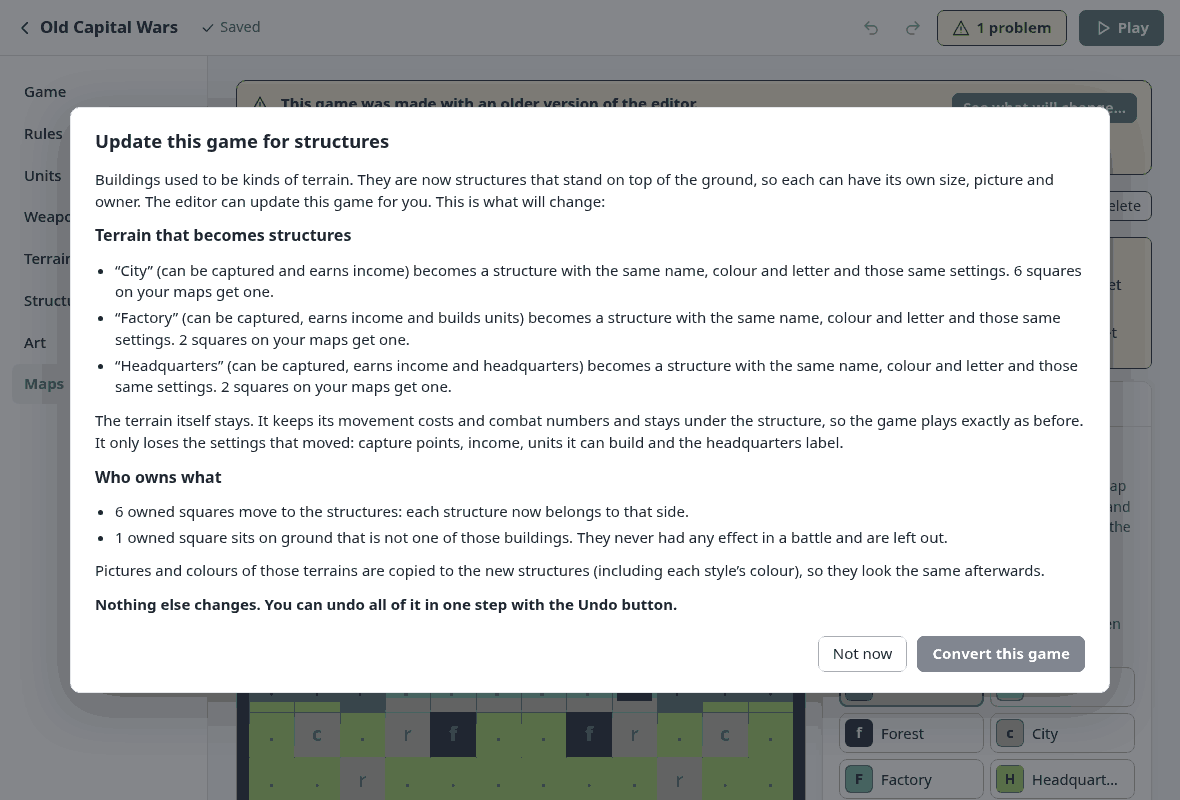 Old Capital Wars
Saved
1 problem
Play
Game
Rules
Units
Art
Maps
This game was made with an older version of the editor
Update this game for structures
Buildings used to be kinds of terrain. They are now structures that stand on top of the ground, so each can have its own size, picture and
owner. The editor can update this game for you. This is what will change:
Terrain that becomes structures
• “City” (can be captured and earns income) becomes a structure with the same name, colour and letter and those same settings. 6 squares
on your maps get one.
• “Factory” (can be captured, earns income and builds units) becomes a structure with the same name, colour and letter and those same
settings. 2 squares on your maps get one.
• “Headquarters” (can be captured, earns income and headquarters) becomes a structure with the same name, colour and letter and those
same settings. 2 squares on your maps get one.
The terrain itself stays. It keeps its movement costs and combat numbers and stays under the structure, so the game plays exactly as before.
It only loses the settings that moved: capture points, income, units it can build and the headquarters label.
Who owns what
• 6 owned squares move to the structures: each structure now belongs to that side.
• 1 owned square sits on ground that is not one of those buildings. They never had any effect in a battle and are left out.
Pictures and colours of those terrains are copied to the new structures (including each style’s colour), so they look the same afterwards.
Nothing else changes. You can undo all of it in one step with the Undo button.
Not now
Convert this game
. c . r f . . f r . c .
. . r . . . . . . r . .
f Forest
c City
F Factory
H Headquart...